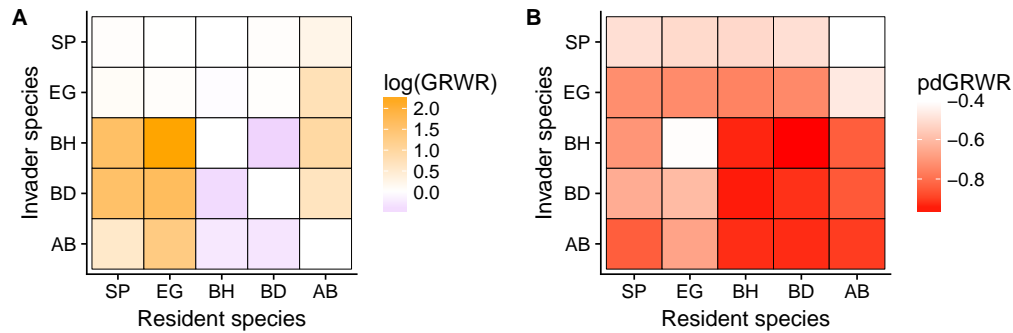 A
SP
EG
BH
BD
AB
Invader species
SP EG BH BD AB
Resident species
log(GRWR)
2.0
1.5
1.0
0.5
0.0
B
SP
EG
BH
BD
AB
Invader species
SP EG BH BD AB
Resident species
pdGRWR
−0.4
−0.6
−0.8